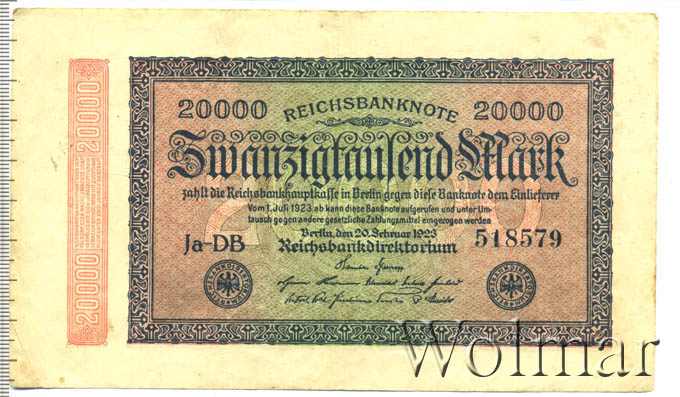 20000
20000 REICHSBANKNOTE 20000
Zwanzigtausend Mark
zahlt die Reichsbankhauptkasse in Berlin gegen diese Banknote dem Einlieferer
Vom 1. Juli 1923 ab kann diese Banknote aufgerufen und unter Um-
tausch gegen andere gesetzliche Zahlungsmittel eingezogen werden
Berlin, den 20. Februar 1923
Ja-DB Reichsbankdirektorium 518579
20000
Wolmar